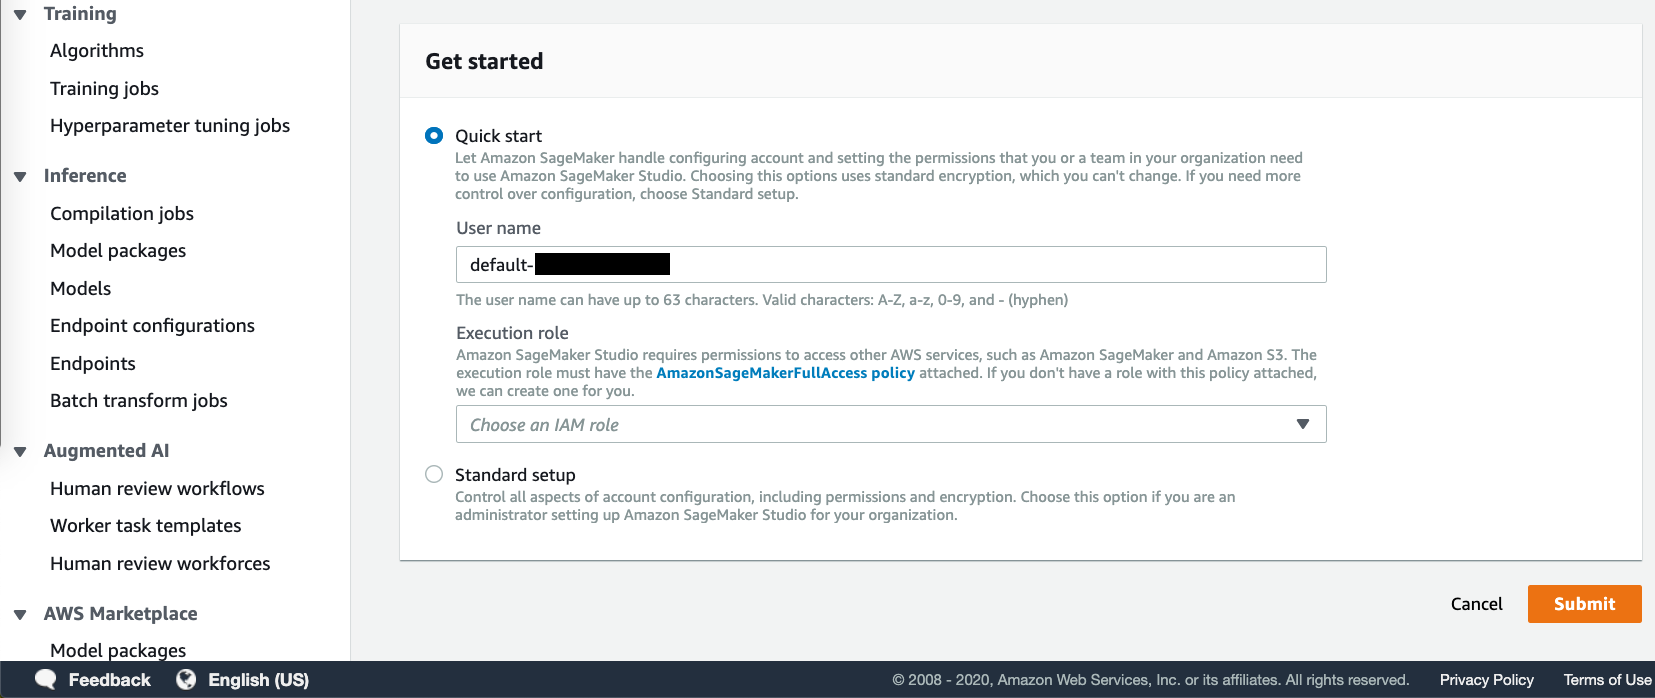 Training
Algorithms
Training jobs
Hyperparameter tuning jobs
Inference
Compilation jobs
Model packages
Models
Endpoint configurations
Endpoints
Batch transform jobs
Augmented AI
Human review workflows
Worker task templates
Human review workforces
AWS Marketplace
Model packages
Get started
Quick start
Let Amazon SageMaker handle configuring account and setting the permissions that you or a team in your organization need
to use Amazon SageMaker Studio. Choosing this options uses standard encryption, which you can't change. If you need more
control over configuration, choose Standard setup.
User name
default-
The user name can have up to 63 characters. Valid characters: A-Z, a-z, 0-9, and - (hyphen)
Execution role
Amazon SageMaker Studio requires permissions to access other AWS services, such as Amazon SageMaker and Amazon S3. The
execution role must have the AmazonSageMakerFullAccess policy attached. If you don't have a role with this policy attached,
we can create one for you.
Choose an IAM role
Standard setup
Control all aspects of account configuration, including permissions and encryption. Choose this option if you are an
administrator setting up Amazon SageMaker Studio for your organization.
Cancel
Submit
Feedback
English (US)
© 2008 - 2020, Amazon Web Services, Inc. or its affiliates. All rights reserved.
Privacy Policy
Terms of Use